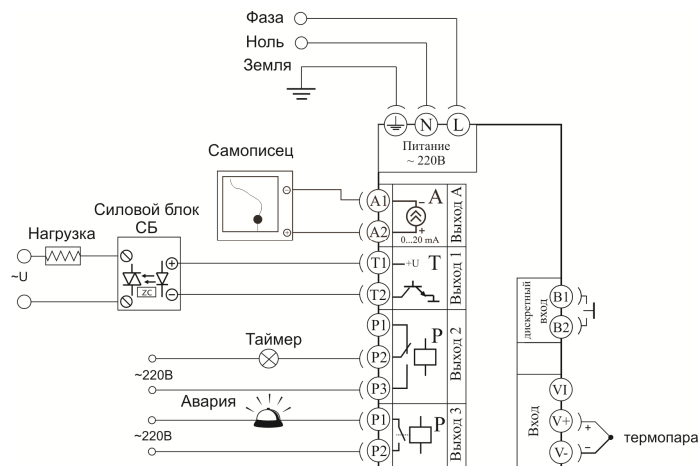 Фаза
Ноль
Земля
N
L
Питание
~ 220В
Самописец
A1
A2
A
-
+
0...20 mA
Выход A
Силовой блок
СБ
Нагрузка
~U
ZC
+
-
T1
T2
+U
T
Выход 1
P1
P2
P3
P
Выход 2
Таймер
~220В
Авария
~220В
P1
P2
P
Выход 3
дискретный
вход
B1
B2
Вход
VI
V+
V-
+
-
термопара